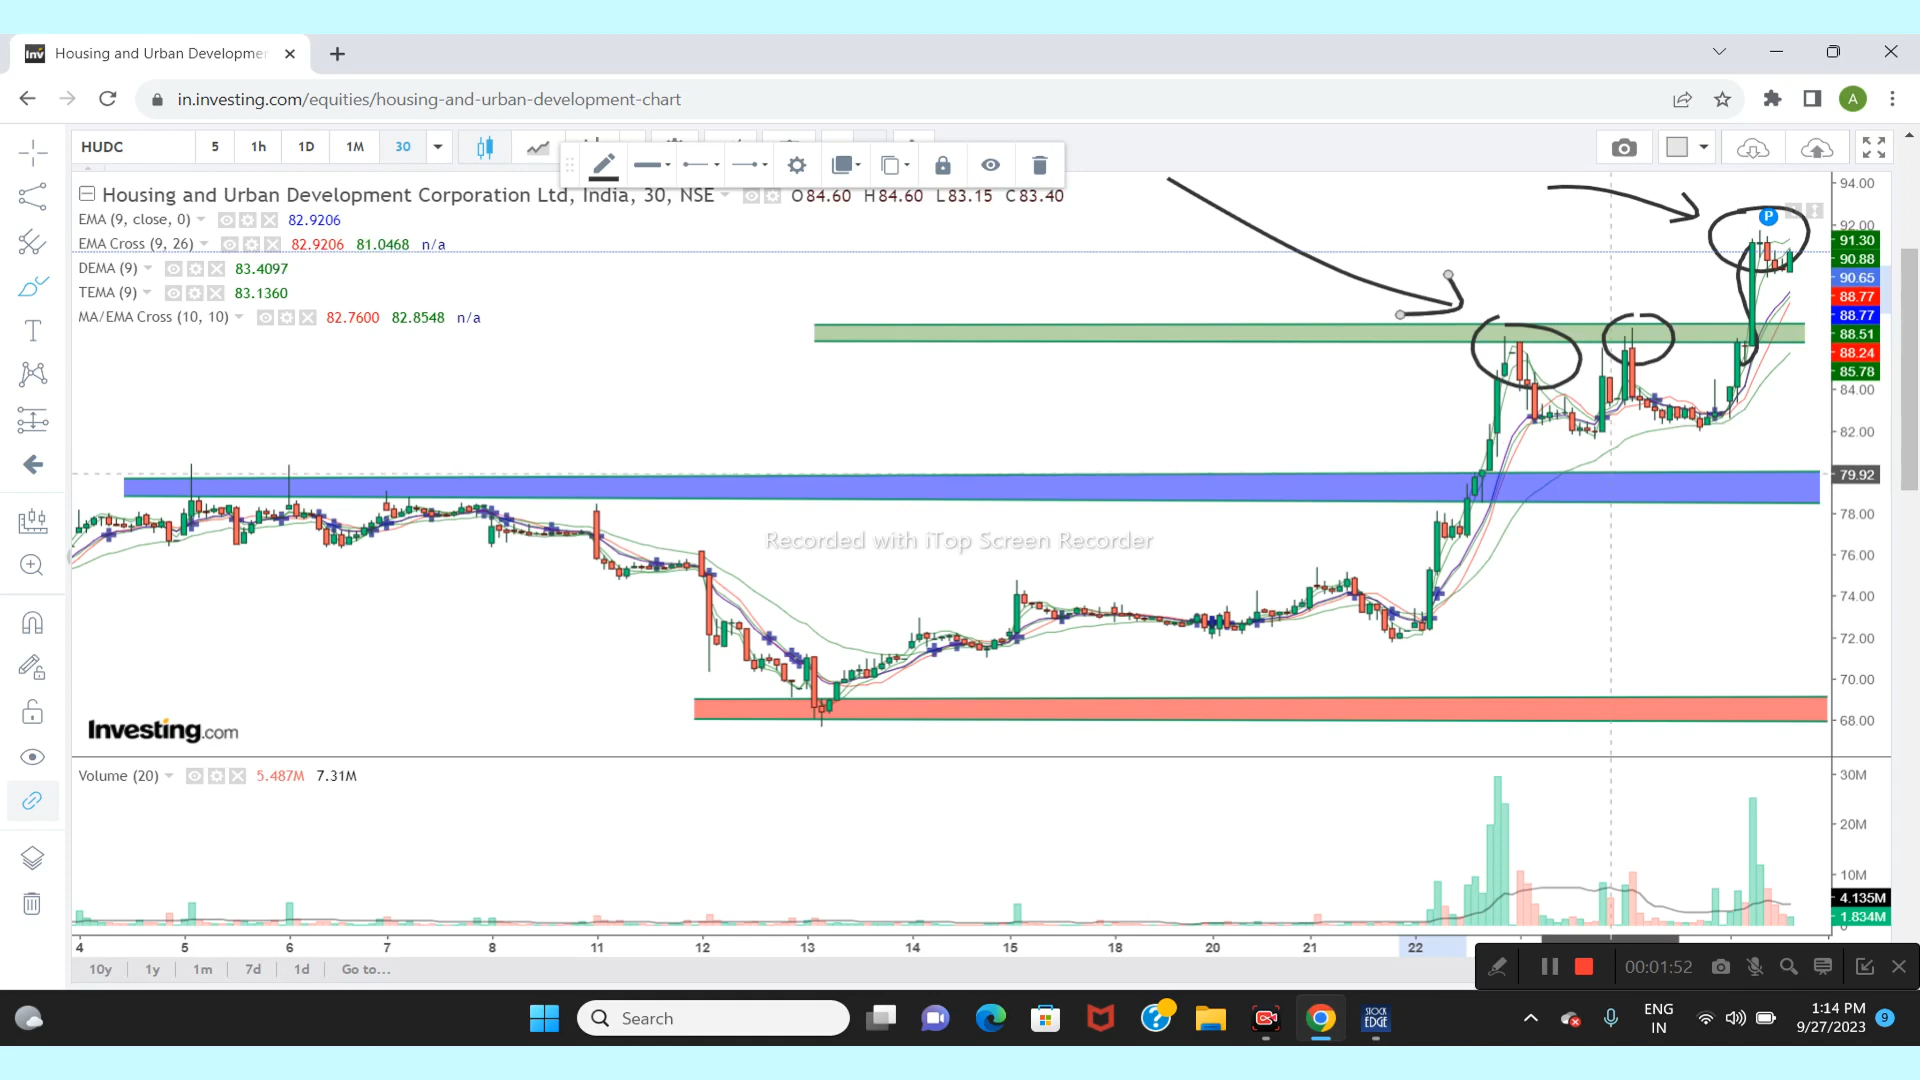 Inv Housing and Urban Developme
in.investing.com/equities/housing-and-urban-development-chart
A
HUDC 5 1h 1D 1M 30
Housing and Urban Development Corporation Ltd, India, 30, NSE O84.60 H84.60 L83.15 C83.40
EMA (9, close, 0) 82.9206
EMA Cross (9, 26) 82.9206 81.0468 n/a
DEMA (9) 83.4097
TEMA (9) 83.1360
MA/EMA Cross (10, 10) 82.7600 82.8548 n/a
P
94.00
92.00
91.30
90.88
90.65
88.77
88.77
88.51
88.24
85.78
84.00
82.00
79.92
78.00
76.00
74.00
72.00
70.00
68.00
Recorded with iTop Screen Recorder
Investing.com
Volume (20) 5.487M 7.31M
30M
20M
10M
4.135M
1.834M
0
4 5 6 7 8 11 12 13 14 15 18 20 21 22
10y 1y 1m 7d 1d Go to...
00:01:52
Search
STOCK
EDGE
ENG
IN
1:14 PM
9/27/2023
9